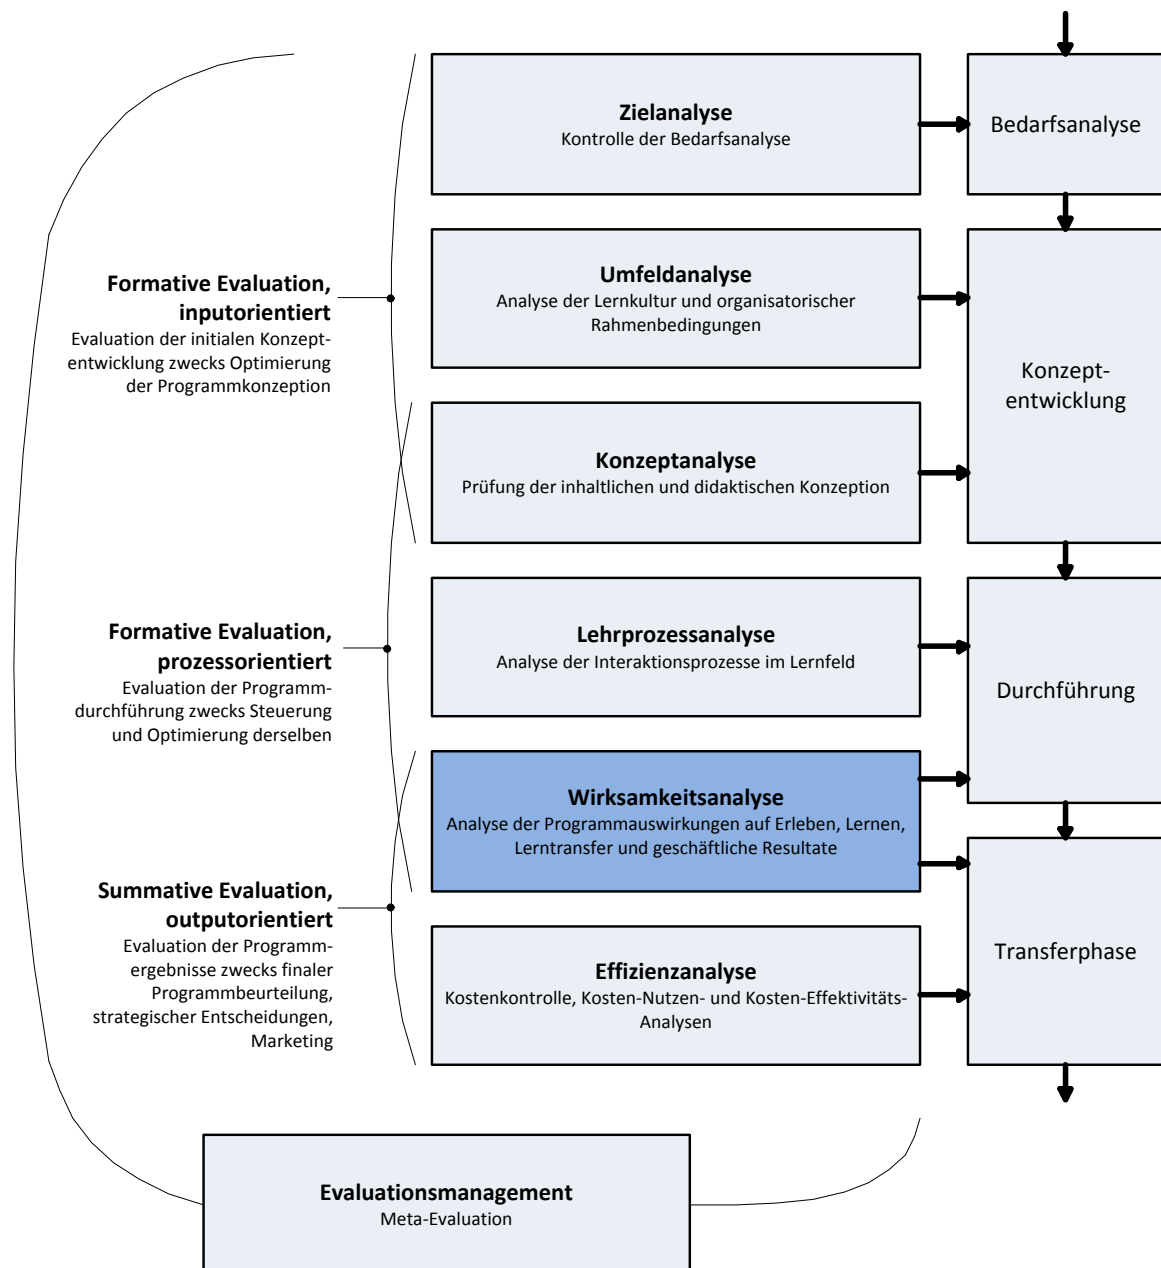 Zielanalyse
Kontrolle der Bedarfsanalyse
Bedarfsanalyse
Formative Evaluation,
inputorientiert
Evaluation der initialen Konzept-
entwicklung zwecks Optimierung
der Programmkonzeption
Umfeldanalyse
Analyse der Lernkultur und organisatorischer
Rahmenbedingungen
Konzept-
entwicklung
Konzeptanalyse
Prüfung der inhaltlichen und didaktischen Konzeption
Formative Evaluation,
prozessorientiert
Evaluation der Programm-
durchführung zwecks Steuerung
und Optimierung derselben
Lehrprozessanalyse
Analyse der Interaktionsprozesse im Lernfeld
Durchführung
Wirksamkeitsanalyse
Analyse der Programmauswirkungen auf Erleben, Lernen,
Lerntransfer und geschäftliche Resultate
Summative Evaluation,
outputorientiert
Evaluation der Programm-
ergebnisse zwecks finaler
Programmbeurteilung,
strategischer Entscheidungen,
Marketing
Effizienzanalyse
Kostenkontrolle, Kosten-Nutzen- und Kosten-Effektivitäts-
Analysen
Transferphase
Evaluationsmanagement
Meta-Evaluation